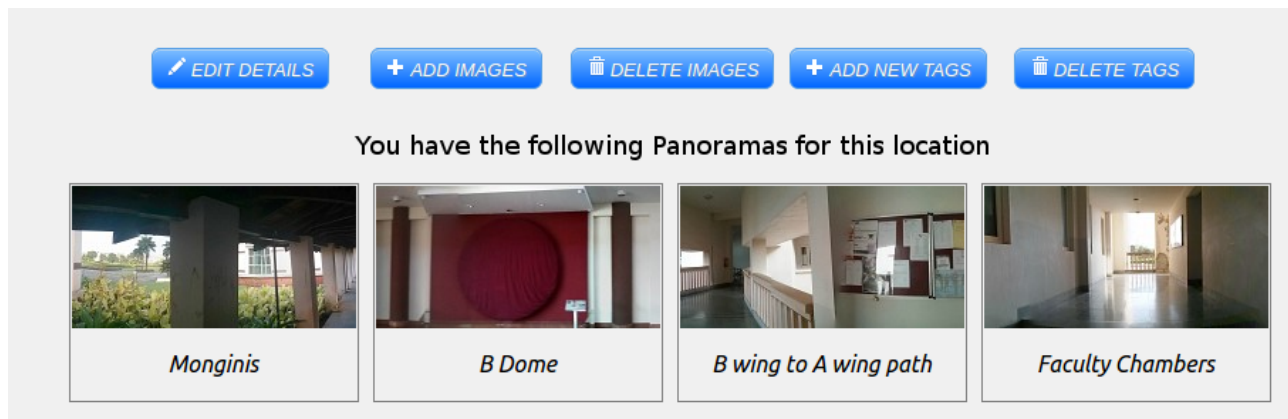 EDIT DETAILS ADD IMAGES DELETE IMAGES ADD NEW TAGS DELETE TAGS
You have the following Panoramas for this location
Monginis B Dome B wing to A wing path Faculty Chambers